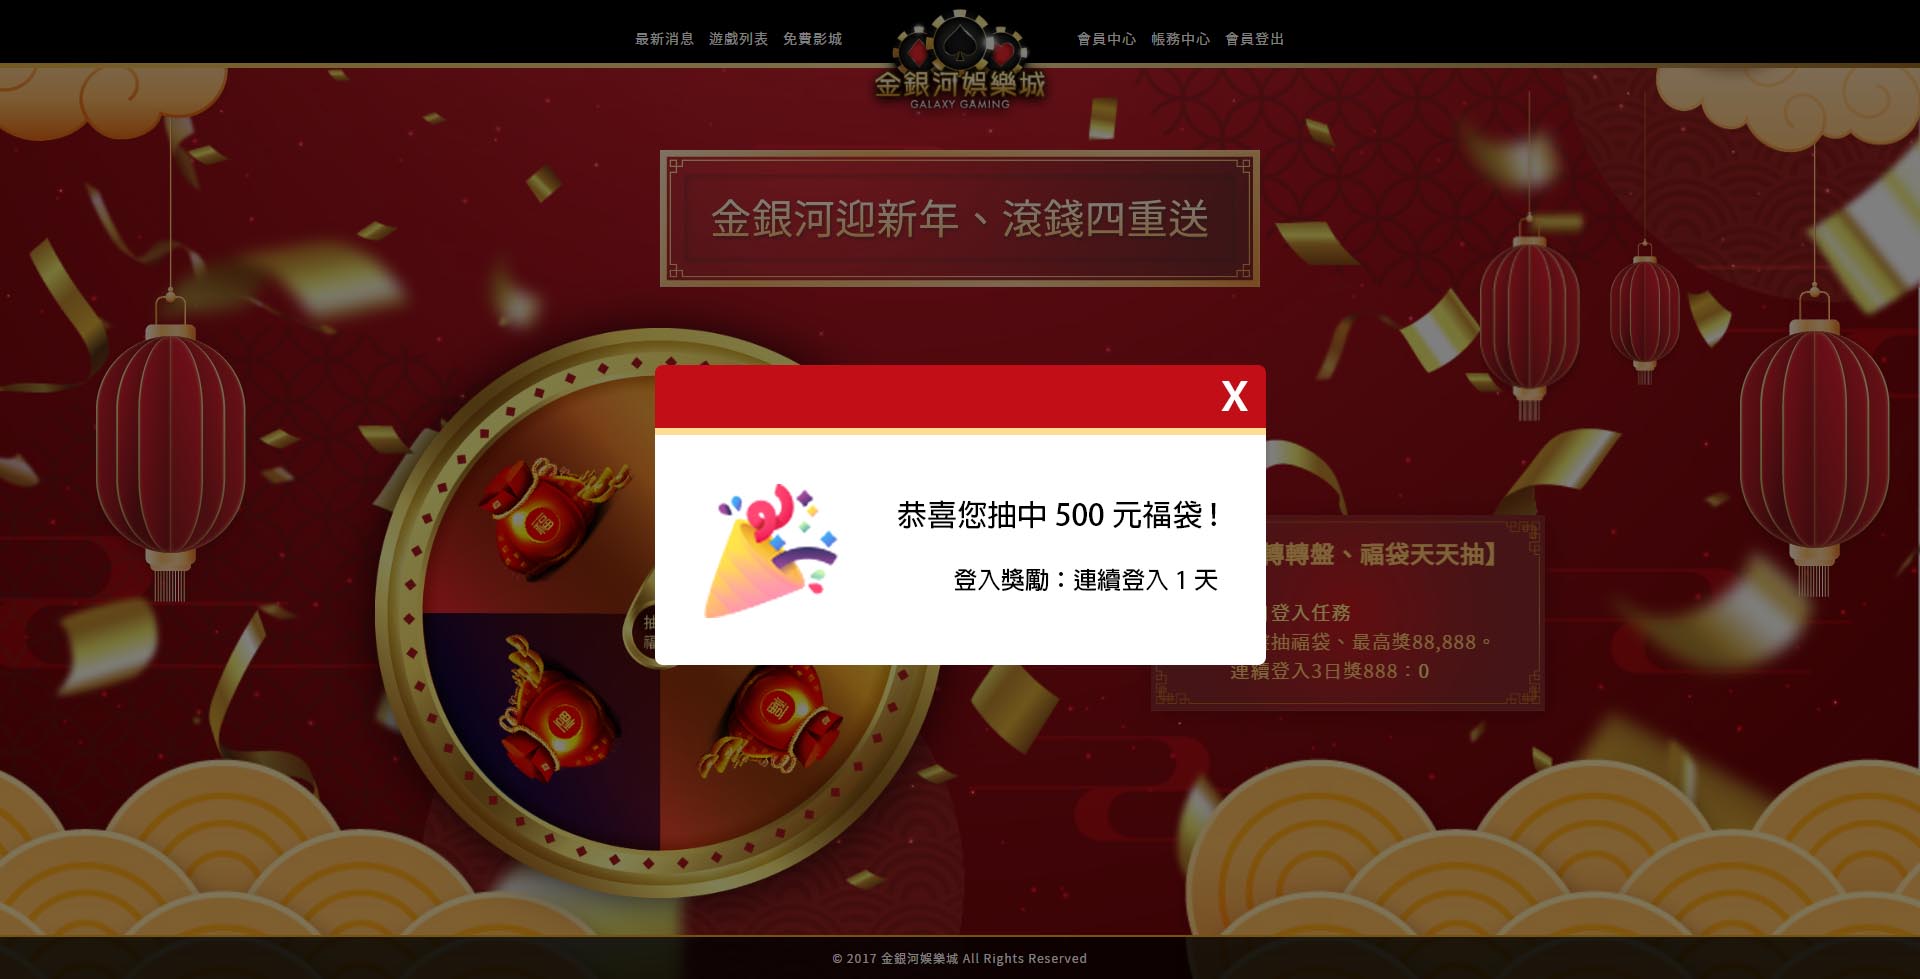 最新消息 遊戲列表 免費影城
金銀河娛樂城
GALAXY GAMING
會員中心 帳務中心 會員登出
金銀河迎新年、滾錢四重送
X
恭喜您抽中 500 元福袋 !
登入獎勵：連續登入 1 天
轉轉盤、福袋天天抽】
登入任務
抽福袋、最高獎88,888。
連續登入3日獎888：0
抽
福
福
福
福
© 2017 金銀河娛樂城 All Rights Reserved